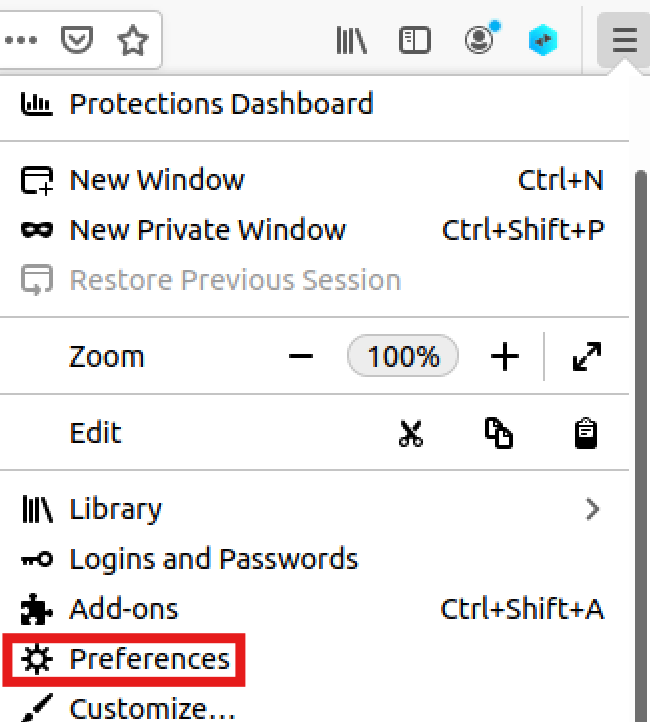 Protections Dashboard
New Window Ctrl+N
New Private Window Ctrl+Shift+P
Restore Previous Session
Zoom 100%
Edit
Library
Logins and Passwords
Add-ons Ctrl+Shift+A
Preferences
Customize...